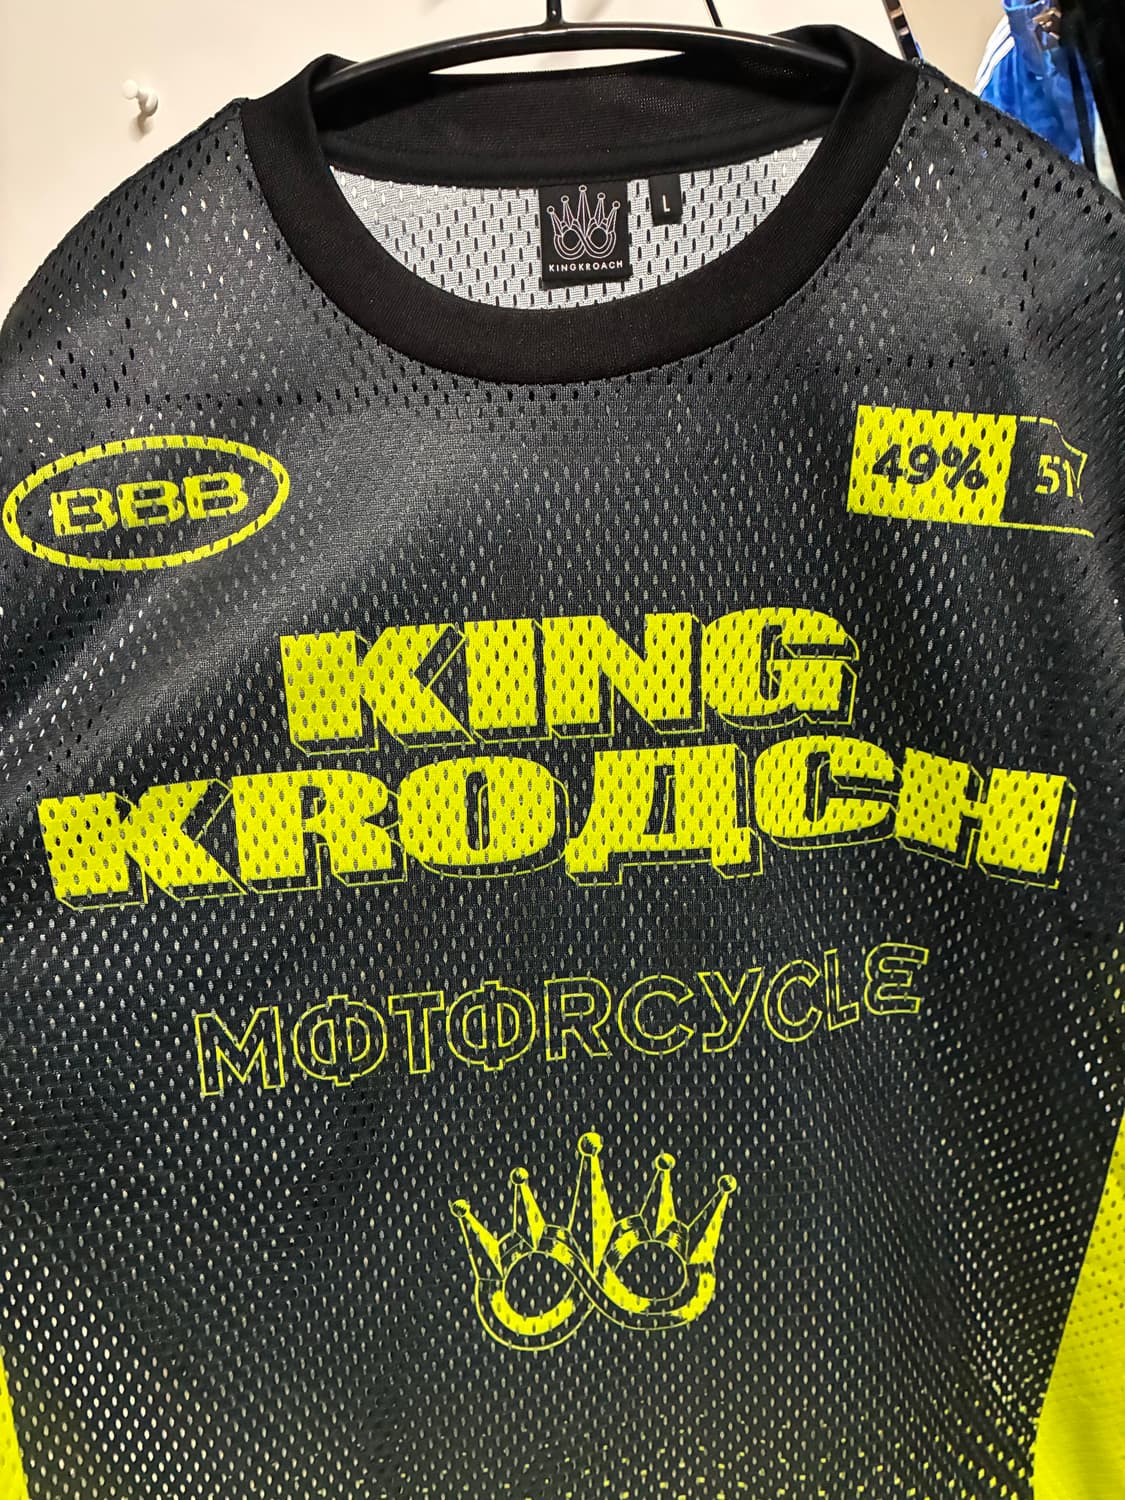 KINGKROACH
L
BBB
49% 51
KING
KROДCH
MФTФRCYCLE